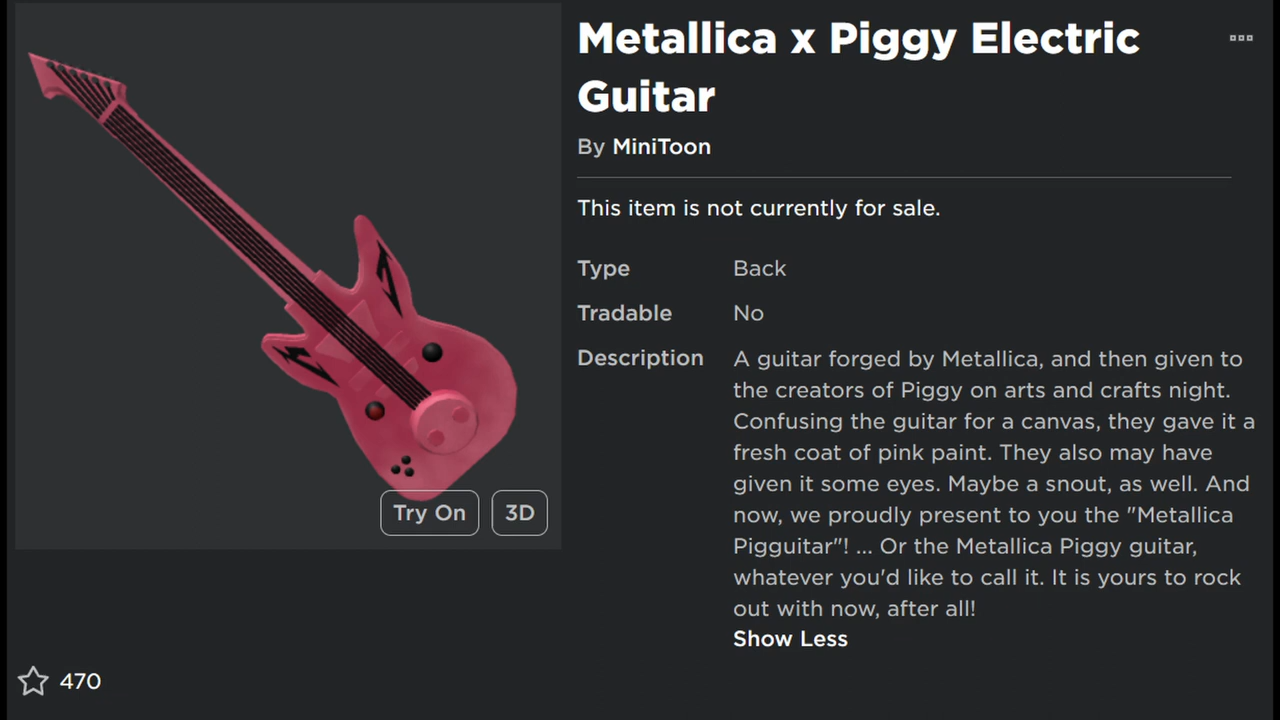 Metallica x Piggy Electric
Guitar
By MiniToon
This item is not currently for sale.
Type Back
Tradable No
Description A guitar forged by Metallica, and then given to
the creators of Piggy on arts and crafts night.
Confusing the guitar for a canvas, they gave it a
fresh coat of pink paint. They also may have
given it some eyes. Maybe a snout, as well. And
now, we proudly present to you the "Metallica
Pigguitar"! ... Or the Metallica Piggy guitar,
whatever you'd like to call it. It is yours to rock
out with now, after all!
Show Less
Try On 3D
470